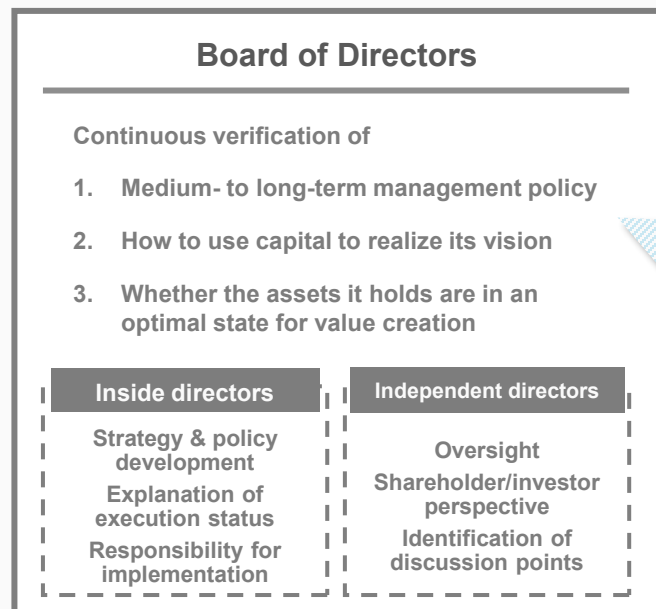 Board of Directors
Continuous verification of
1. Medium- to long-term management policy
2. How to use capital to realize its vision
3. Whether the assets it holds are in an
optimal state for value creation
Inside directors
Strategy & policy
development
Explanation of
execution status
Responsibility for
implementation
Independent directors
Oversight
Shareholder/investor
perspective
Identification of
discussion points